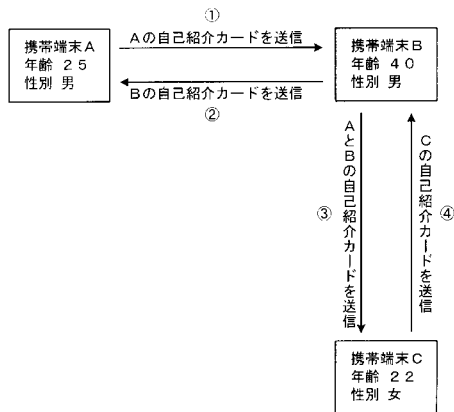 ①
Aの自己紹介カードを送信
携帯端末A
年齢 25
性別 男
携帯端末B
年齢 40
性別 男
Bの自己紹介カードを送信
②
③
AとBの自己紹介カードを送信
Cの自己紹介カードを送信
④
携帯端末C
年齢 22
性別 女